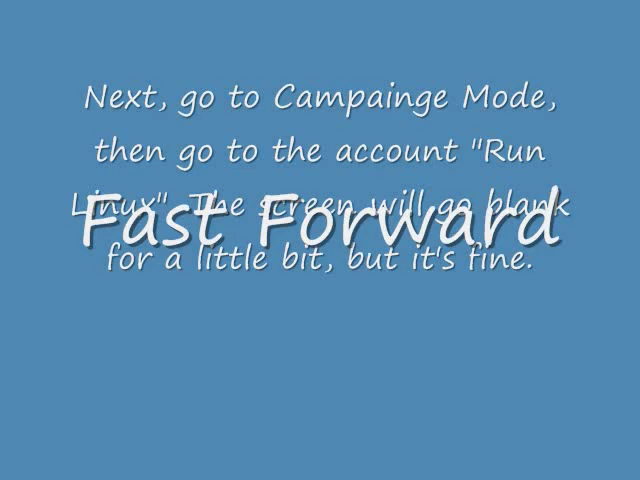 Next, go to Campainge Mode,
then go to the account "Run
Linux". The screen will go blank
Fast Forward
for a little bit, but it's fine.